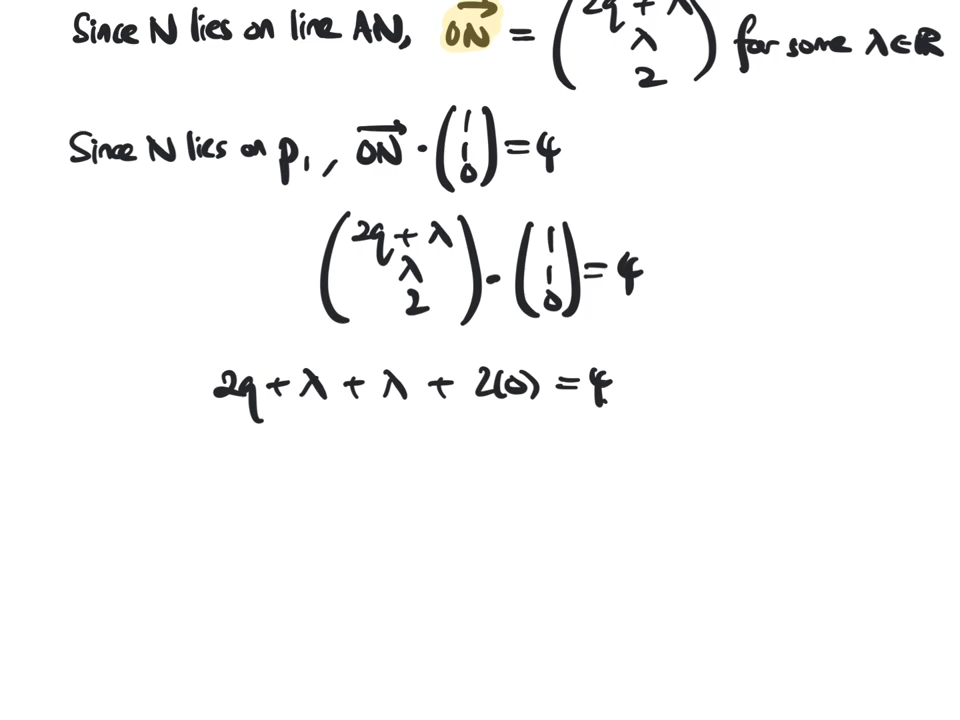 Since N lies on line AN, ON = (2q + λ
λ
2) for some λ∈ℝ
Since N lies on p₁, ON · (1
1
0) = 4
(2q + λ
λ
2) · (1
1
0) = 4
2q + λ + λ + 2(0) = 4